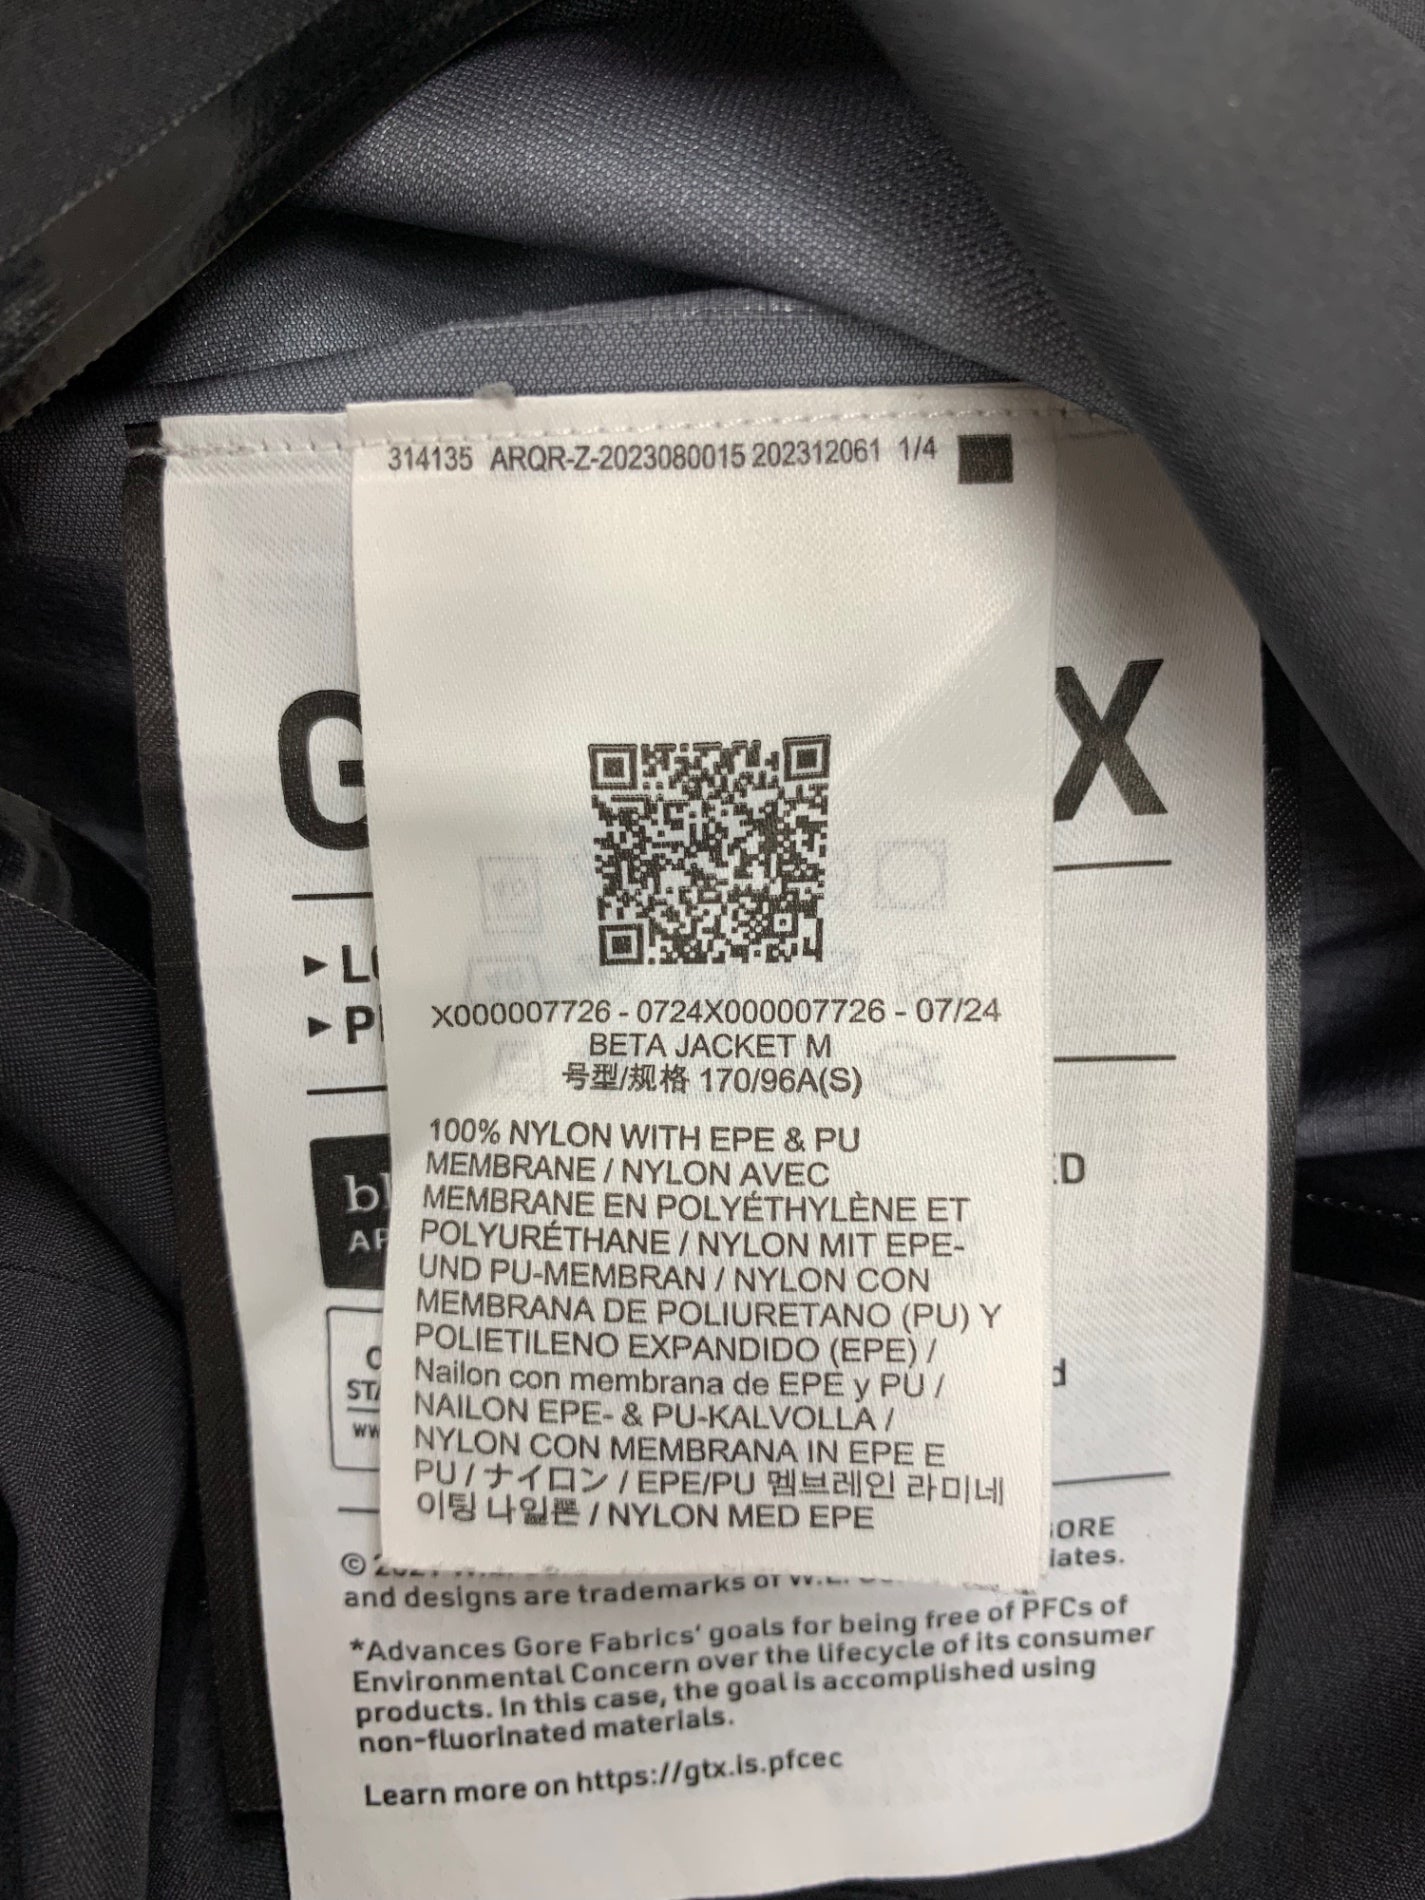 314135 ARQR-Z-2023080015 202312061 1/4
G
X
X000007726 - 0724X000007726 - 07/24
BETA JACKET M
号型/规格 170/96A(S)
100% NYLON WITH EPE & PU
MEMBRANE / NYLON AVEC
MEMBRANE EN POLYÉTHYLÈNE ET
POLYURÉTHANE / NYLON MIT EPE-
UND PU-MEMBRAN / NYLON CON
MEMBRANA DE POLIURETANO (PU) Y
POLIETILENO EXPANDIDO (EPE) /
Nailon con membrana de EPE y PU /
NAILON EPE- & PU-KALVOLLA /
NYLON CON MEMBRANA IN EPE E
PU / ナイロン / EPE/PU 멤브레인 라미네
이팅 나일론 / NYLON MED EPE
ORE
iates.
and designs are trademarks of W.L.
*Advances Gore Fabrics' goals for being free of PFCs of
Environmental Concern over the lifecycle of its consumer
products. In this case, the goal is accomplished using
non-fluorinated materials.
Learn more on https://gtx.is.pfcec